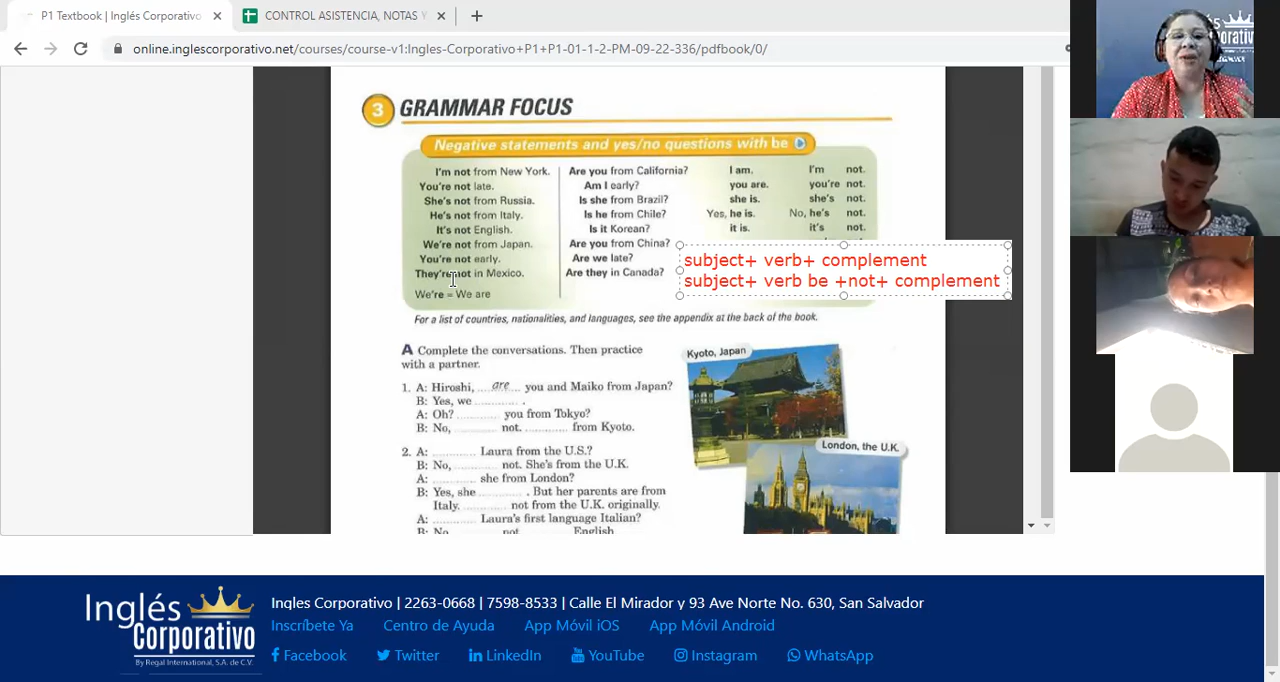 P1 Textbook | Inglés Corporativo
CONTROL ASISTENCIA, NOTAS Y
online.inglescorporativo.net/courses/course-v1:Ingles-Corporativo+P1+P1-01-1-2-PM-09-22-336/pdfbook/0/
3 GRAMMAR FOCUS
Negative statements and yes/no questions with be
I'm not from New York.
You're not late.
She's not from Russia.
He's not from Italy.
It's not English.
We're not from Japan.
You're not early.
They're not in Mexico.
We're = We are
Are you from California?
Am I early?
Is she from Brazil?
Is he from Chile?
Is it Korean?
Are you from China?
Are we late?
Are they in Canada?
I am.
you are.
she is.
Yes, he is.
it is.
I'm not.
you're not.
she's not.
No, he's not.
it's not.
subject+ verb+ complement
subject+ verb be +not+ complement
For a list of countries, nationalities, and languages, see the appendix at the back of the book.
A Complete the conversations. Then practice
with a partner.
1. A: Hiroshi, are you and Maiko from Japan?
B: Yes, we .
A: Oh? you from Tokyo?
B: No, not. from Kyoto.
2. A: Laura from the U.S.?
B: No, not. She's from the U.K.
A: she from London?
B: Yes, she . But her parents are from
Italy. not from the U.K. originally.
A: Laura's first language Italian?
B: No not English
Kyoto, Japan
London, the U.K.
Inglés
Corporativo
By Regal International, S.A. de C.V.
Ingles Corporativo | 2263-0668 | 7598-8533 | Calle El Mirador y 93 Ave Norte No. 630, San Salvador
Inscríbete Ya Centro de Ayuda App Móvil iOS App Móvil Android
Facebook Twitter LinkedIn YouTube Instagram WhatsApp